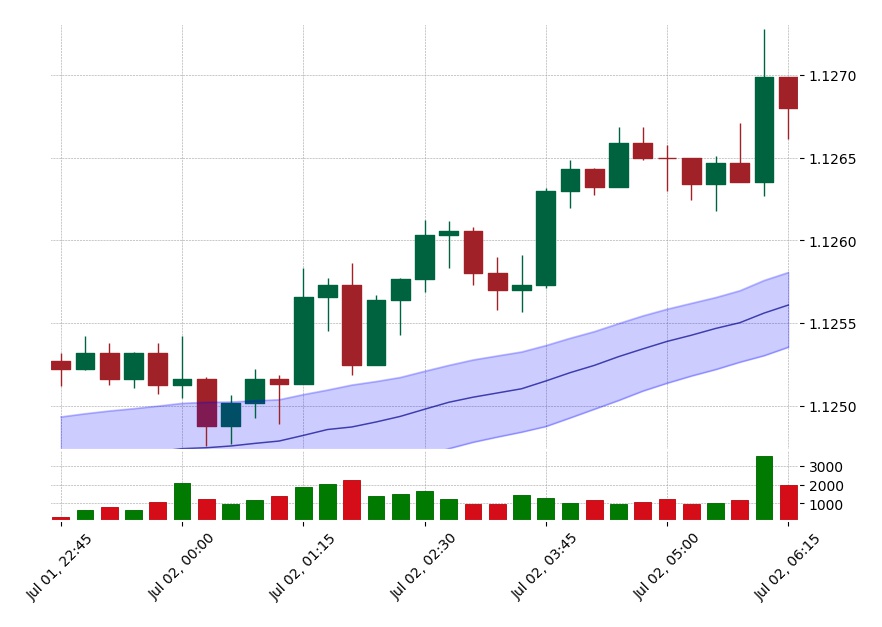 1.1270
1.1265
1.1260
1.1255
1.1250
3000
2000
1000
Jul 01, 22:45
Jul 02, 00:00
Jul 02, 01:15
Jul 02, 02:30
Jul 02, 03:45
Jul 02, 05:00
Jul 02, 06:15